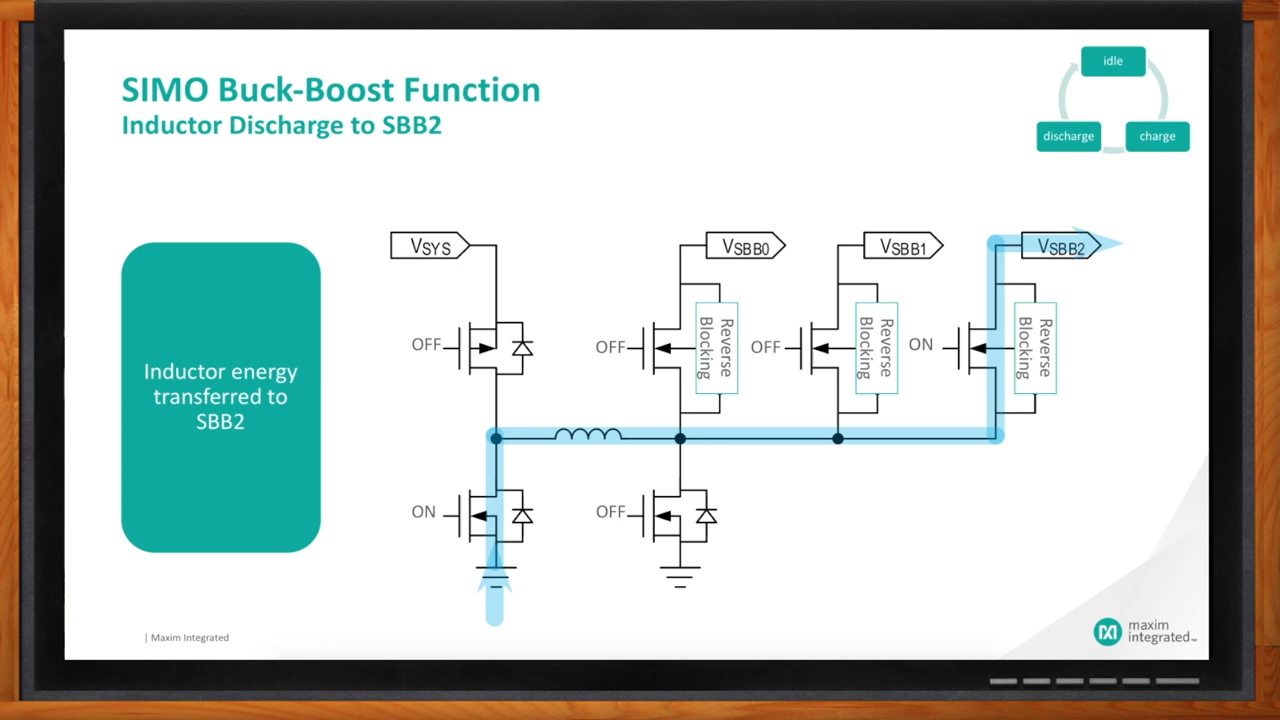 SIMO Buck-Boost Function
Inductor Discharge to SBB2
idle
discharge
charge
Inductor energy
transferred to
SBB2
VSYS
VSBB0
VSBB1
VSBB2
OFF
OFF
OFF
ON
Reverse
Blocking
Reverse
Blocking
Reverse
Blocking
ON
OFF
| Maxim Integrated
maxim
integrated™